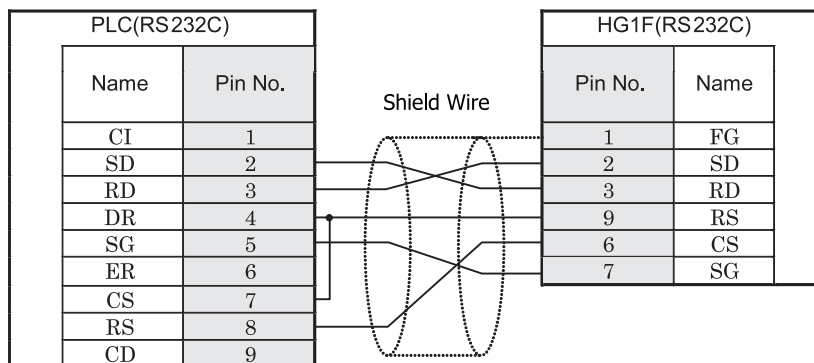 PLC(RS232C) HG1F(RS232C)
Name Pin No. Pin No. Name
Shield Wire
CI 1 1 FG
SD 2 2 SD
RD 3 3 RD
DR 4 9 RS
SG 5 6 CS
ER 6 7 SG
CS 7
RS 8
CD 9